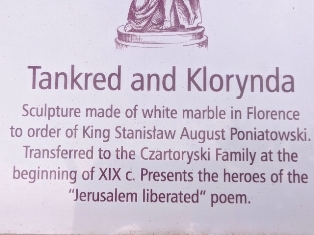 Tankred and Klorynda
Sculpture made of white marble in Florence
to order of King Stanisław August Poniatowski.
Transferred to the Czartoryski Family at the
beginning of XIX c. Presents the heroes of the
"Jerusalem liberated" poem.